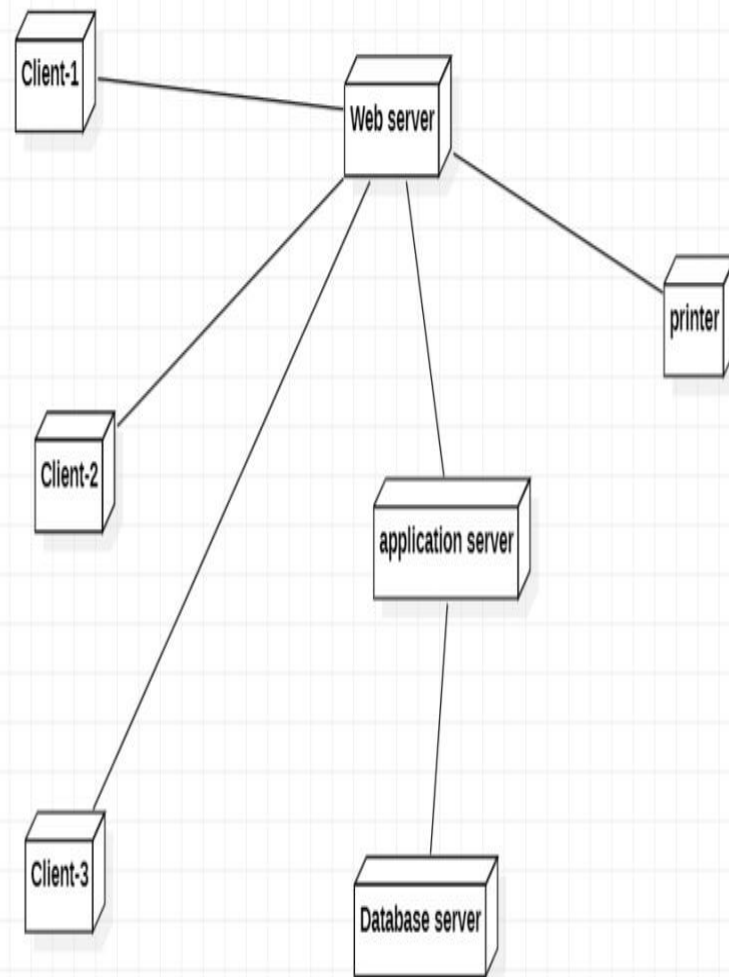 Client-1
Web server
printer
Client-2
application server
Client-3
Database server